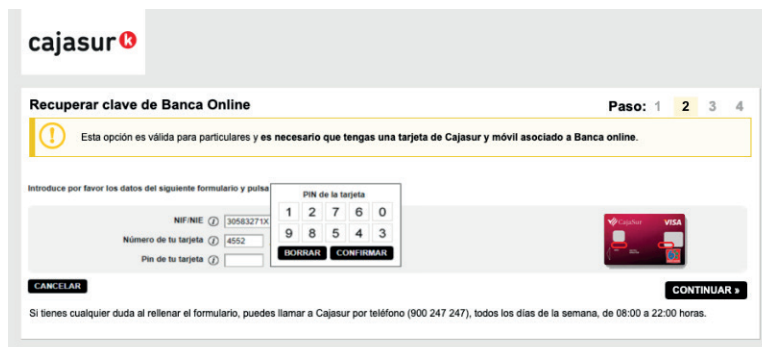 cajasur k
Recuperar clave de Banca Online
Paso: 1 2 3 4
Esta opción es válida para particulares y es necesario que tengas una tarjeta de Cajasur y móvil asociado a Banca online.
Introduce por favor los datos del siguiente formulario y pulsa
PIN de la tarjeta
1 2 7 6 0
9 8 5 4 3
BORRAR CONFIRMAR
NIF/NIE i 30583271X
Número de tu tarjeta i 4552
Pin de tu tarjeta i
CajaSur VISA
CANCELAR
CONTINUAR »
Si tienes cualquier duda al rellenar el formulario, puedes llamar a Cajasur por teléfono (900 247 247), todos los días de la semana, de 08:00 a 22:00 horas.